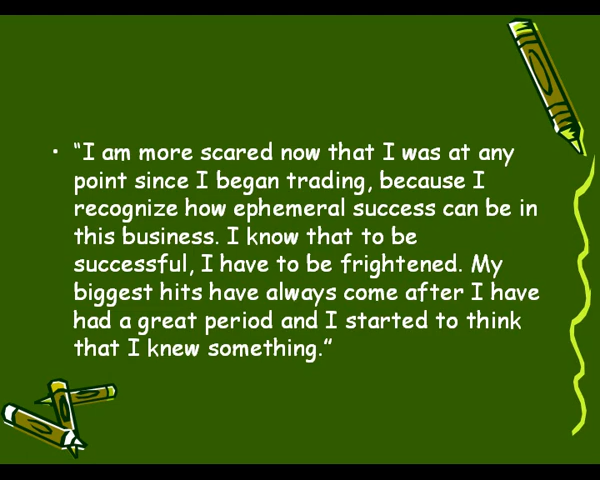 • “I am more scared now that I was at any
point since I began trading, because I
recognize how ephemeral success can be in
this business. I know that to be
successful, I have to be frightened. My
biggest hits have always come after I have
had a great period and I started to think
that I knew something.”